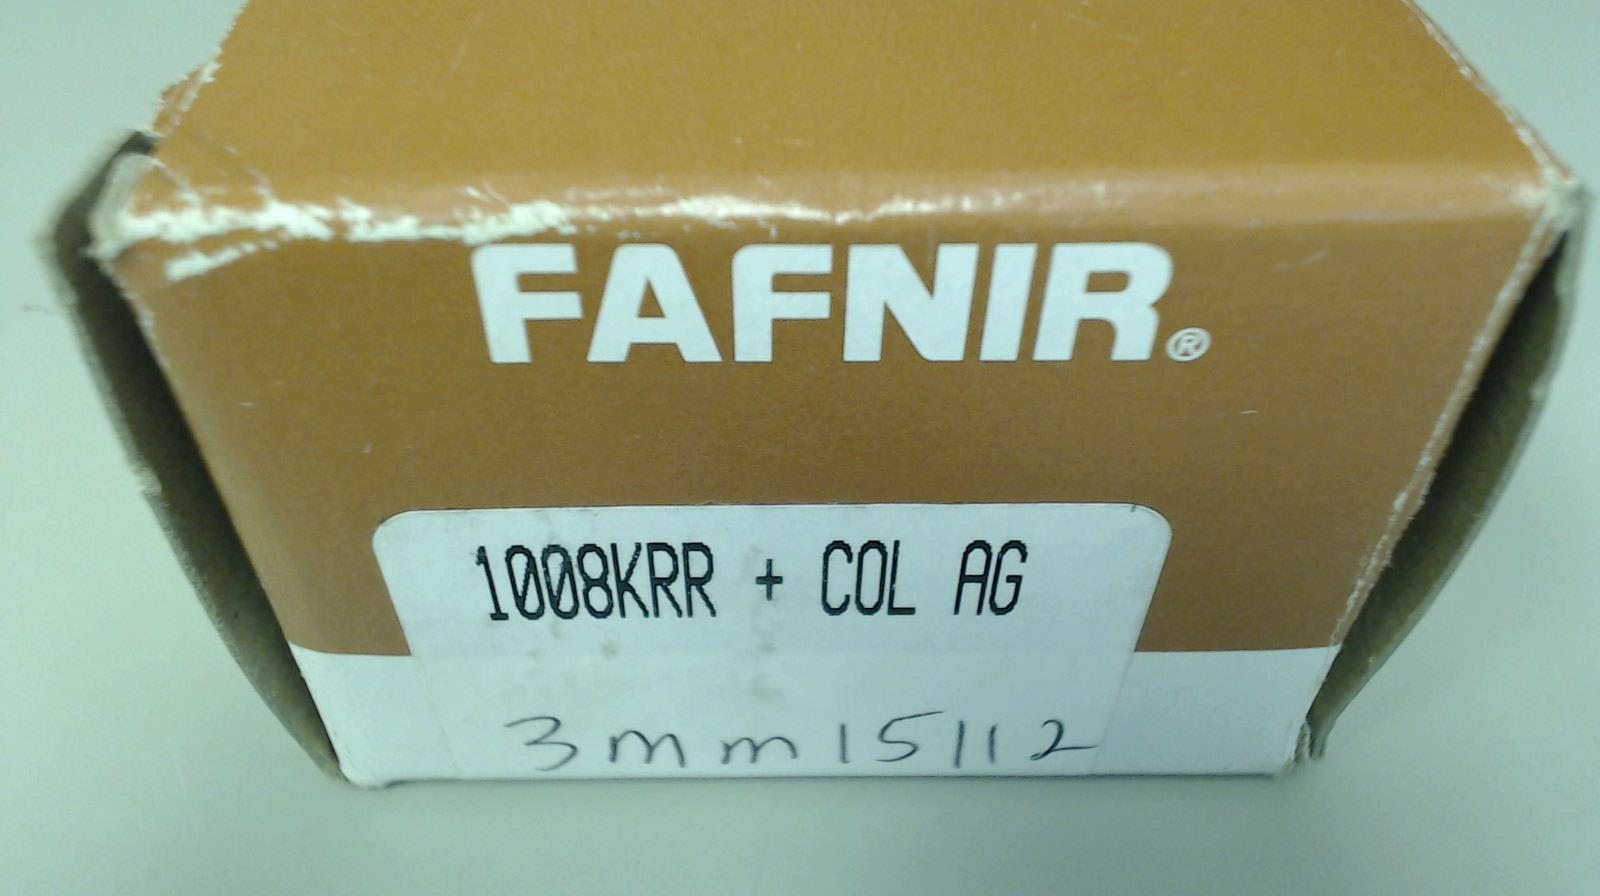 FAFNIR®
1008KRR + COL AG
3mm15112